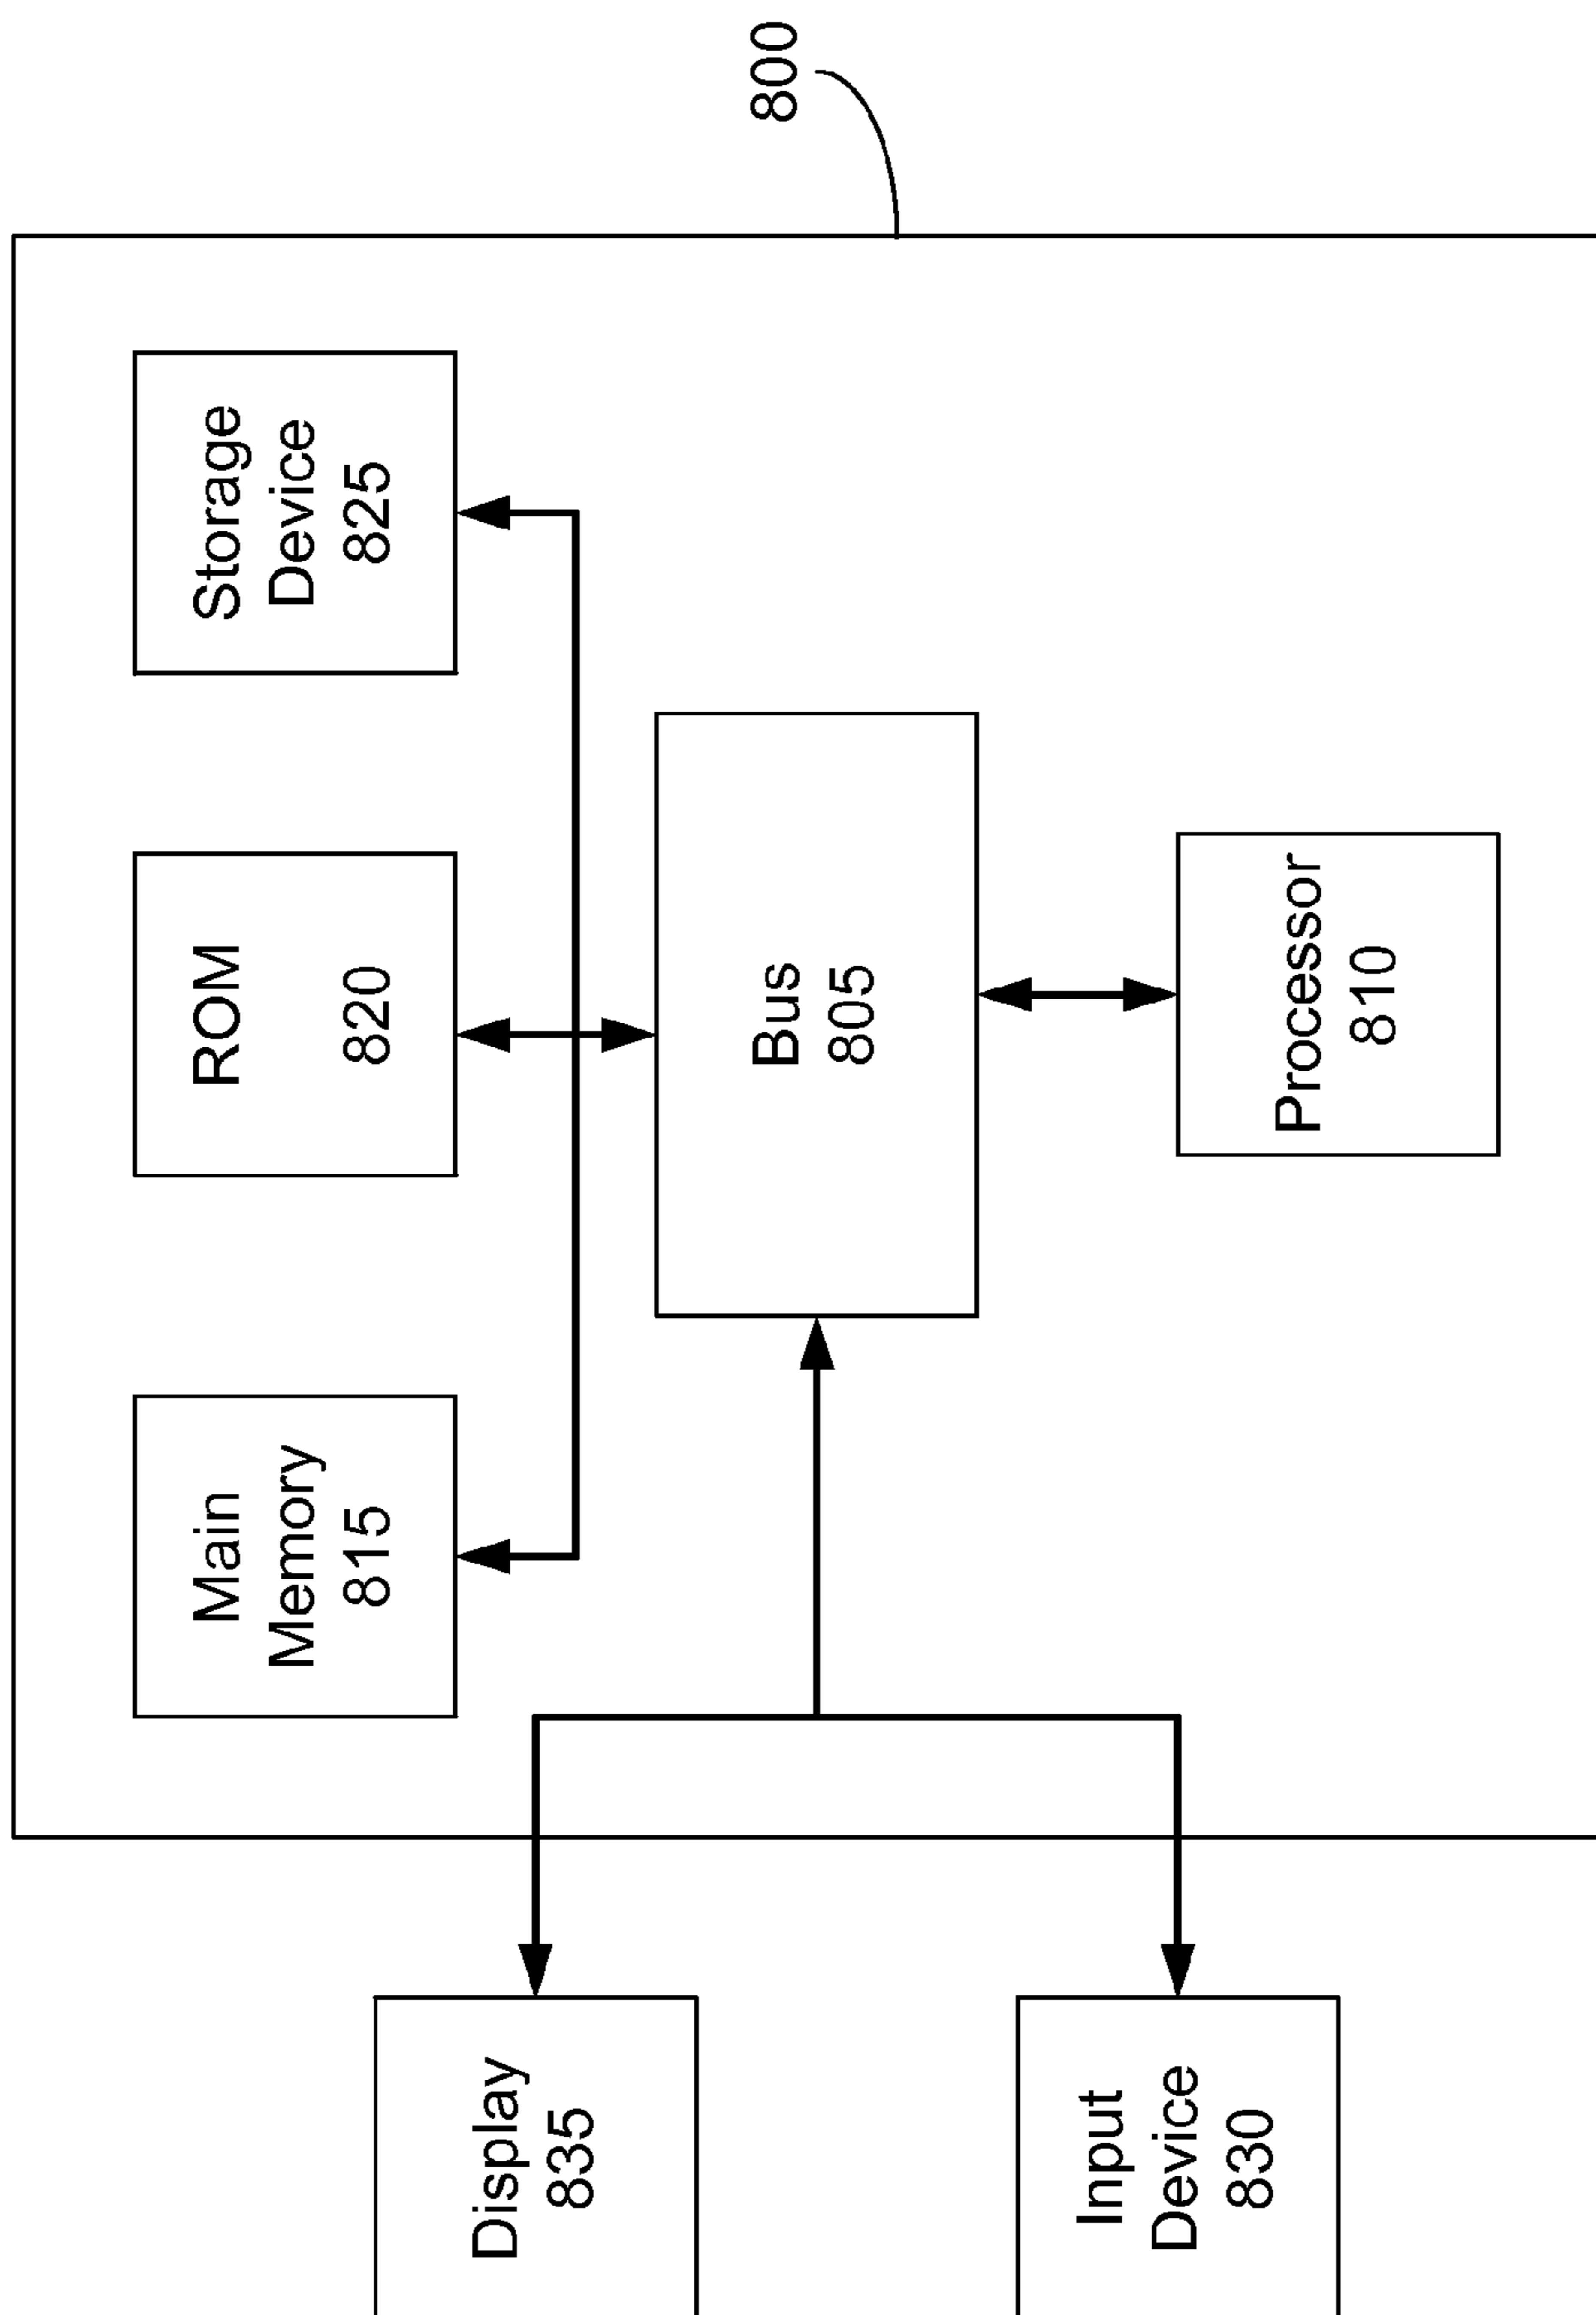 800
Main
Memory
815
ROM
820
Storage
Device
825
Display
835
Bus
805
Input
Device
830
Processor
810